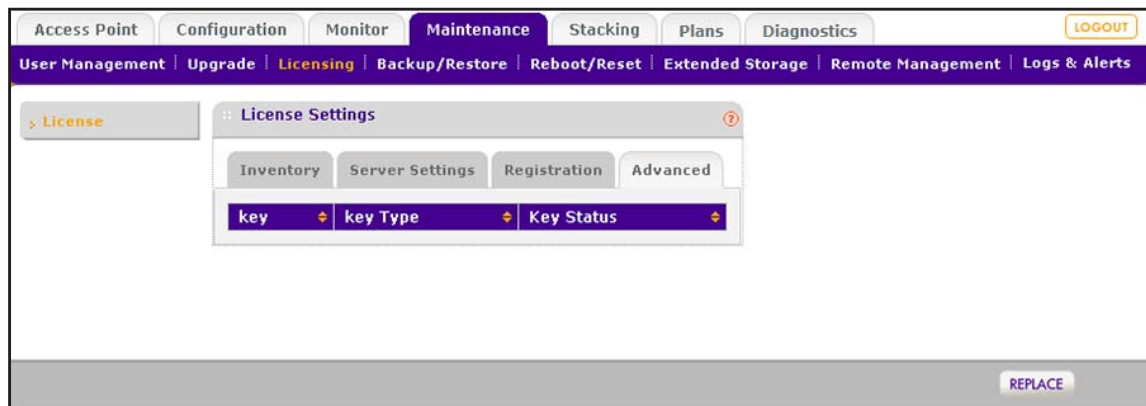 Access Point Configuration Monitor Maintenance Stacking Plans Diagnostics LOGOUT
User Management Upgrade Licensing Backup/Restore Reboot/Reset Extended Storage Remote Management Logs & Alerts
License
License Settings ?
Inventory Server Settings Registration Advanced
key key Type Key Status
REPLACE